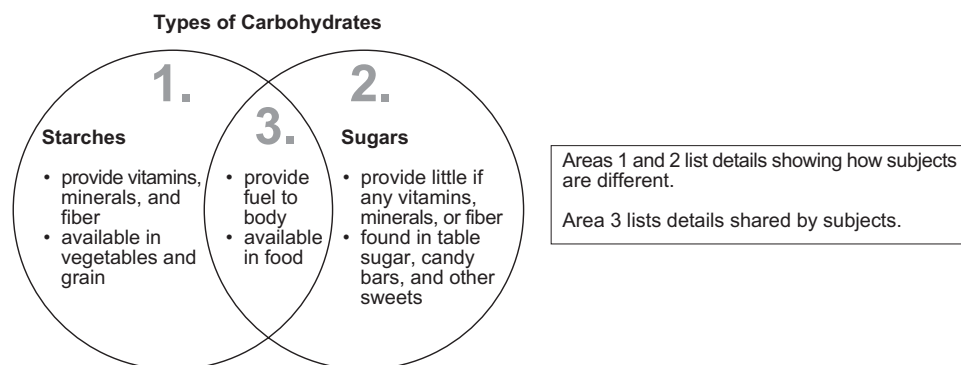 Types of Carbohydrates
1.
Starches
• provide vitamins,
minerals, and
fiber
• available in
vegetables and
grain
3.
• provide
fuel to
body
• available
in food
2.
Sugars
• provide little if
any vitamins,
minerals, or fiber
• found in table
sugar, candy
bars, and other
sweets
Areas 1 and 2 list details showing how subjects
are different.
Area 3 lists details shared by subjects.